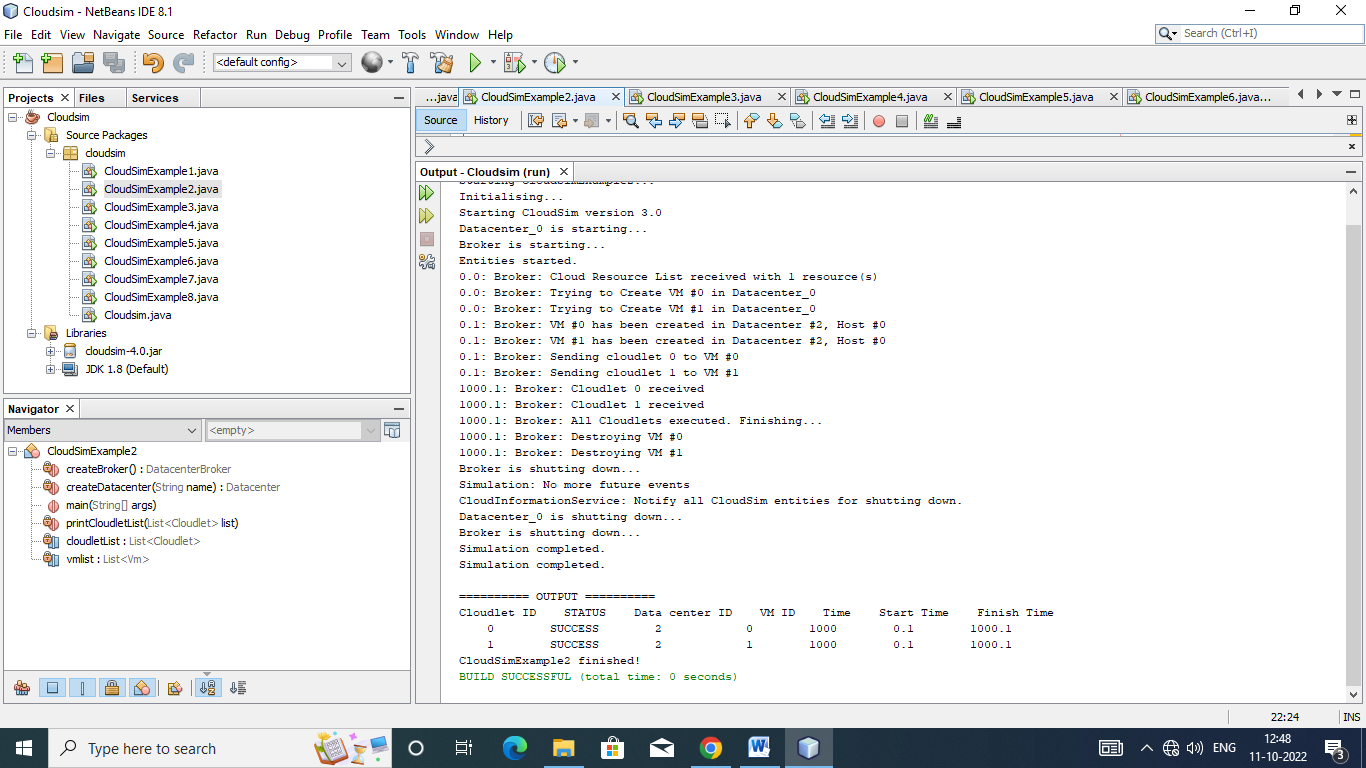 Cloudsim - NetBeans IDE 8.1
File Edit View Navigate Source Refactor Run Debug Profile Team Tools Window Help
Search (Ctrl+I)
<default config>
Projects Files Services
Cloudsim
Source Packages
cloudsim
CloudSimExample1.java
CloudSimExample2.java
CloudSimExample3.java
CloudSimExample4.java
CloudSimExample5.java
CloudSimExample6.java
CloudSimExample7.java
CloudSimExample8.java
Cloudsim.java
Libraries
cloudsim-4.0.jar
JDK 1.8 (Default)
Navigator
Members
<empty>
CloudSimExample2
createBroker() : DatacenterBroker
createDatacenter(String name) : Datacenter
main(String[] args)
printCloudletList(List<Cloudlet> list)
cloudletList : List<Cloudlet>
vmlist : List<Vm>
...java CloudSimExample2.java CloudSimExample3.java CloudSimExample4.java CloudSimExample5.java CloudSimExample6.java...
Source History
Output - Cloudsim (run)
Starting CloudSimExample2...
Initialising...
Starting CloudSim version 3.0
Datacenter_0 is starting...
Broker is starting...
Entities started.
0.0: Broker: Cloud Resource List received with 1 resource(s)
0.0: Broker: Trying to Create VM #0 in Datacenter_0
0.0: Broker: Trying to Create VM #1 in Datacenter_0
0.1: Broker: VM #0 has been created in Datacenter #2, Host #0
0.1: Broker: VM #1 has been created in Datacenter #2, Host #0
0.1: Broker: Sending cloudlet 0 to VM #0
0.1: Broker: Sending cloudlet 1 to VM #1
1000.1: Broker: Cloudlet 0 received
1000.1: Broker: Cloudlet 1 received
1000.1: Broker: All Cloudlets executed. Finishing...
1000.1: Broker: Destroying VM #0
1000.1: Broker: Destroying VM #1
Broker is shutting down...
Simulation: No more future events
CloudInformationService: Notify all CloudSim entities for shutting down.
Datacenter_0 is shutting down...
Broker is shutting down...
Simulation completed.
Simulation completed.
========== OUTPUT ==========
Cloudlet ID STATUS Data center ID VM ID Time Start Time Finish Time
0 SUCCESS 2 0 1000 0.1 1000.1
1 SUCCESS 2 1 1000 0.1 1000.1
CloudSimExample2 finished!
BUILD SUCCESSFUL (total time: 0 seconds)
22:24 INS
Type here to search
ENG
12:48
11-10-2022
3